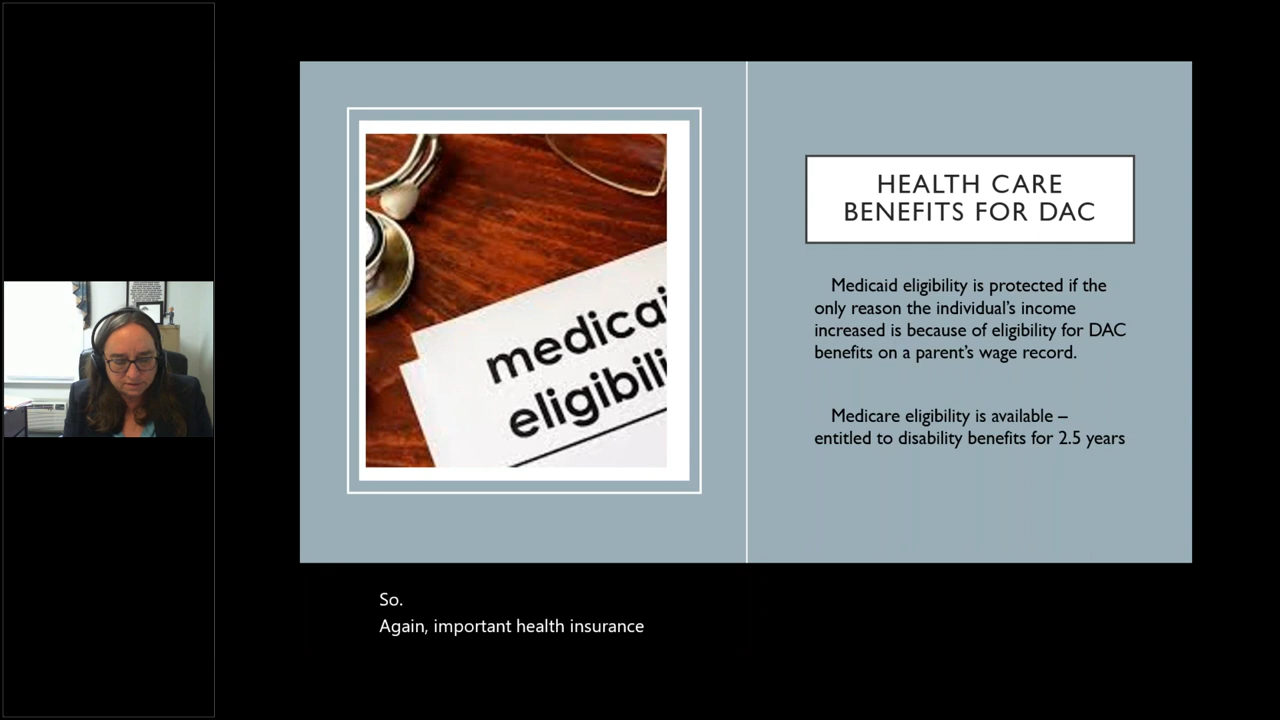 HEALTH CARE
BENEFITS FOR DAC
medicai
eligibili
Medicaid eligibility is protected if the
only reason the individual’s income
increased is because of eligibility for DAC
benefits on a parent’s wage record.
Medicare eligibility is available –
entitled to disability benefits for 2.5 years
So.
Again, important health insurance